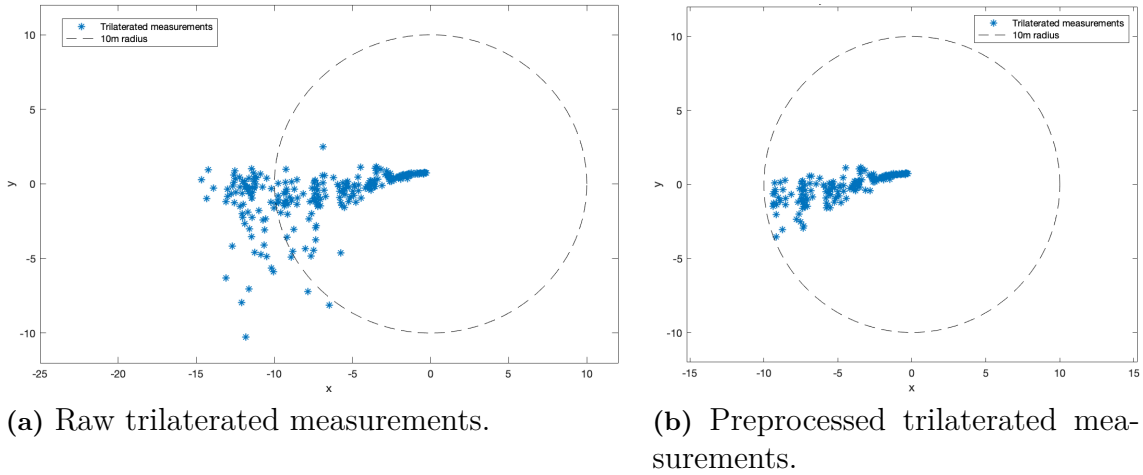 Trilaterated measurements
10m radius
10
5
0
-5
-10
y
-25
-20
-15
-10
-5
0
5
10
x
(a) Raw trilaterated measurements.
Trilaterated measurements
10m radius
10
5
0
-5
-10
y
-15
-10
-5
0
5
10
15
x
(b) Preprocessed trilaterated mea-
surements.